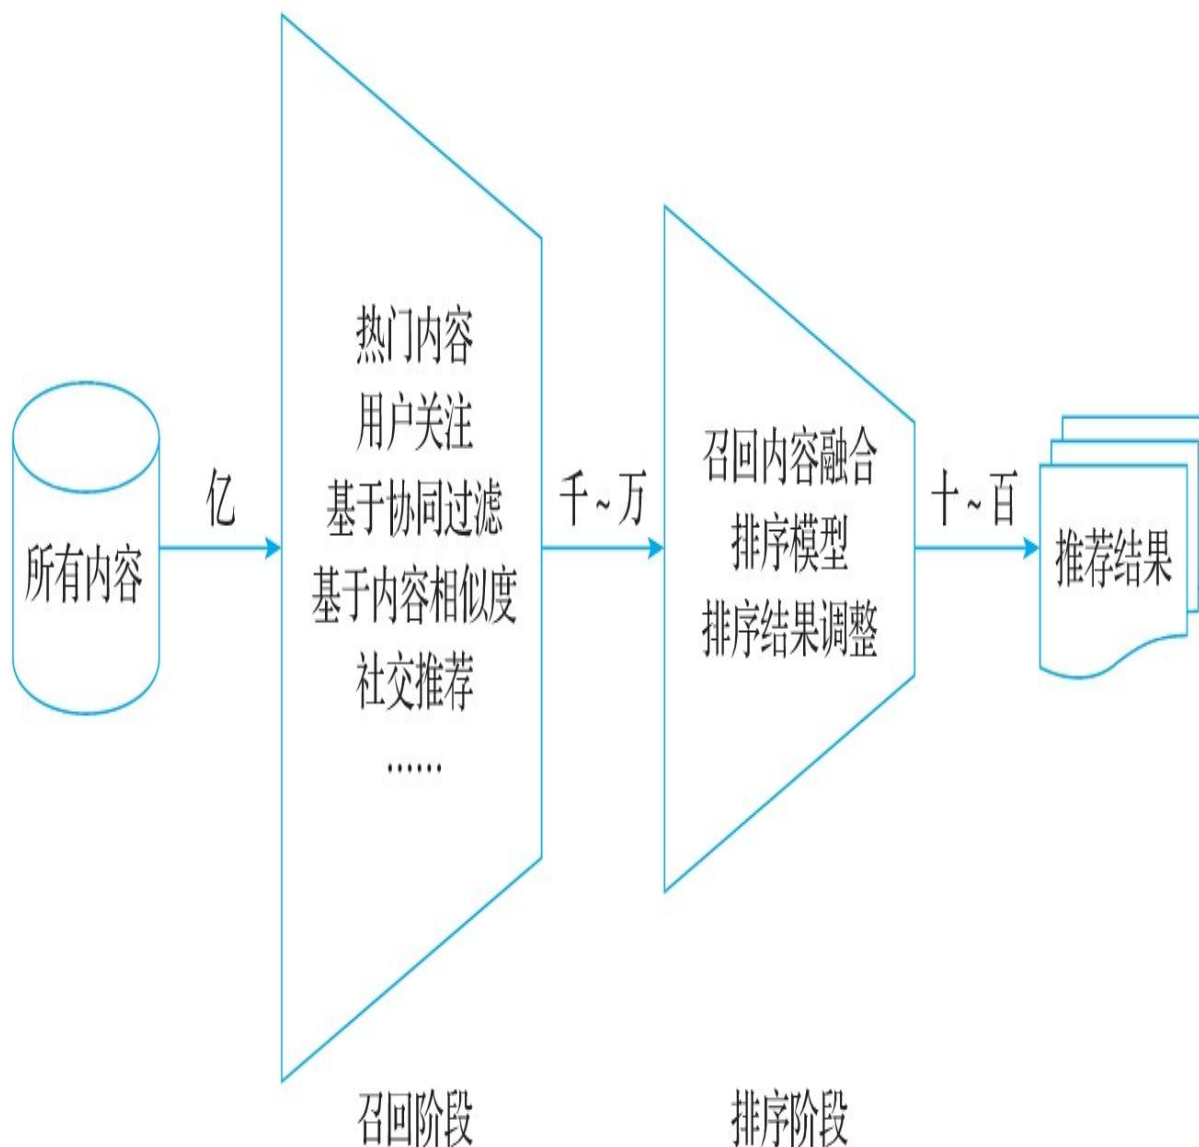 所有内容
亿
热门内容
用户关注
基于协同过滤
基于内容相似度
社交推荐
……
召回阶段
千~万
召回内容融合
排序模型
排序结果调整
排序阶段
十~百
推荐结果